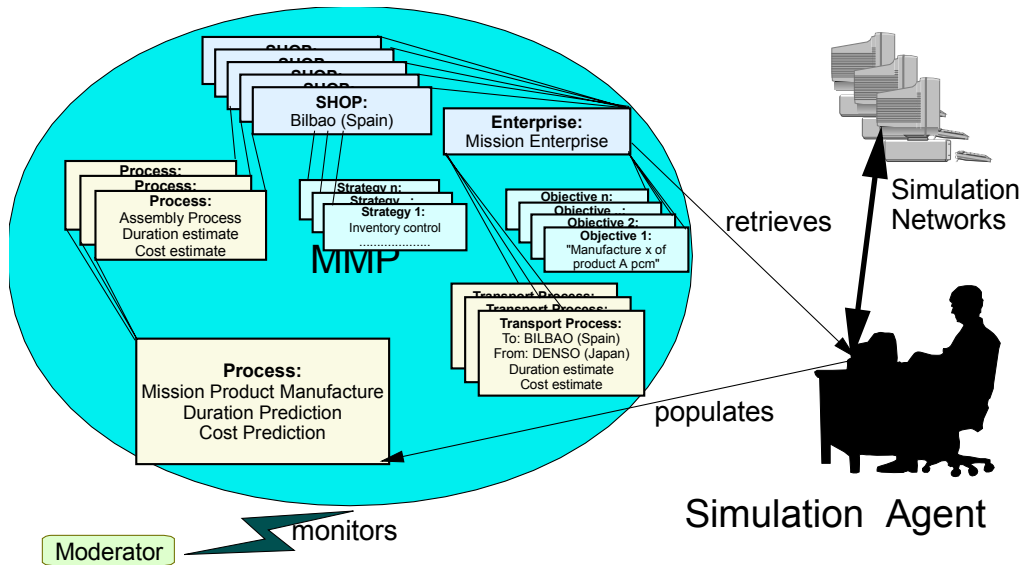 SHOP:
SHOP:
SHOP:
SHOP:
Bilbao (Spain)
Enterprise:
Mission Enterprise
Process:
Process:
Process:
Assembly Process
Duration estimate
Cost estimate
Strategy n:
Strategy ..:
Strategy 1:
Inventory control
.....................
MMP
Objective n:
Objective ...:
Objective 2:
Objective 1:
"Manufacture x of
product A pcm"
Transport Process:
Transport Process:
Transport Process:
To: BILBAO (Spain)
From: DENSO (Japan)
Duration estimate
Cost estimate
Process:
Mission Product Manufacture
Duration Prediction
Cost Prediction
retrieves
populates
Simulation
Networks
Simulation Agent
monitors
Moderator